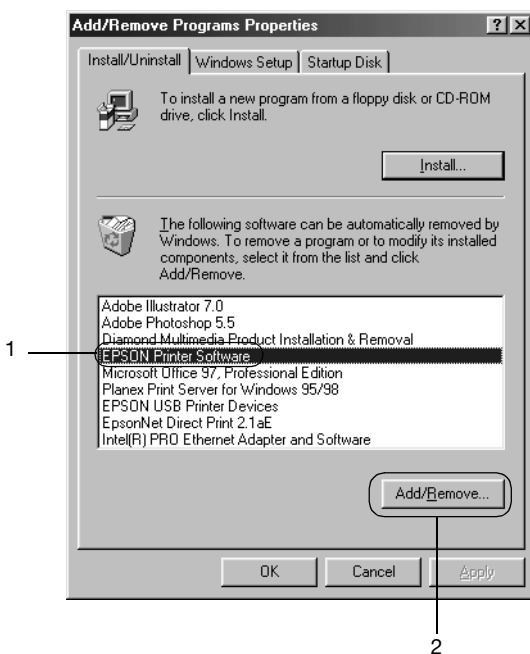 Add/Remove Programs Properties
Install/Uninstall Windows Setup Startup Disk
To install a new program from a floppy disk or CD-ROM
drive, click Install.
Install...
The following software can be automatically removed by
Windows. To remove a program or to modify its installed
components, select it from the list and click
Add/Remove.
Adobe Illustrator 7.0
Adobe Photoshop 5.5
Diamond Multimedia Product Installation & Removal
1 EPSON Printer Software
Microsoft Office 97, Professional Edition
Planex Print Server for Windows 95/98
EPSON USB Printer Devices
EpsonNet Direct Print 2.1aE
Intel(R) PRO Ethernet Adapter and Software
Add/Remove...
OK Cancel Apply
2